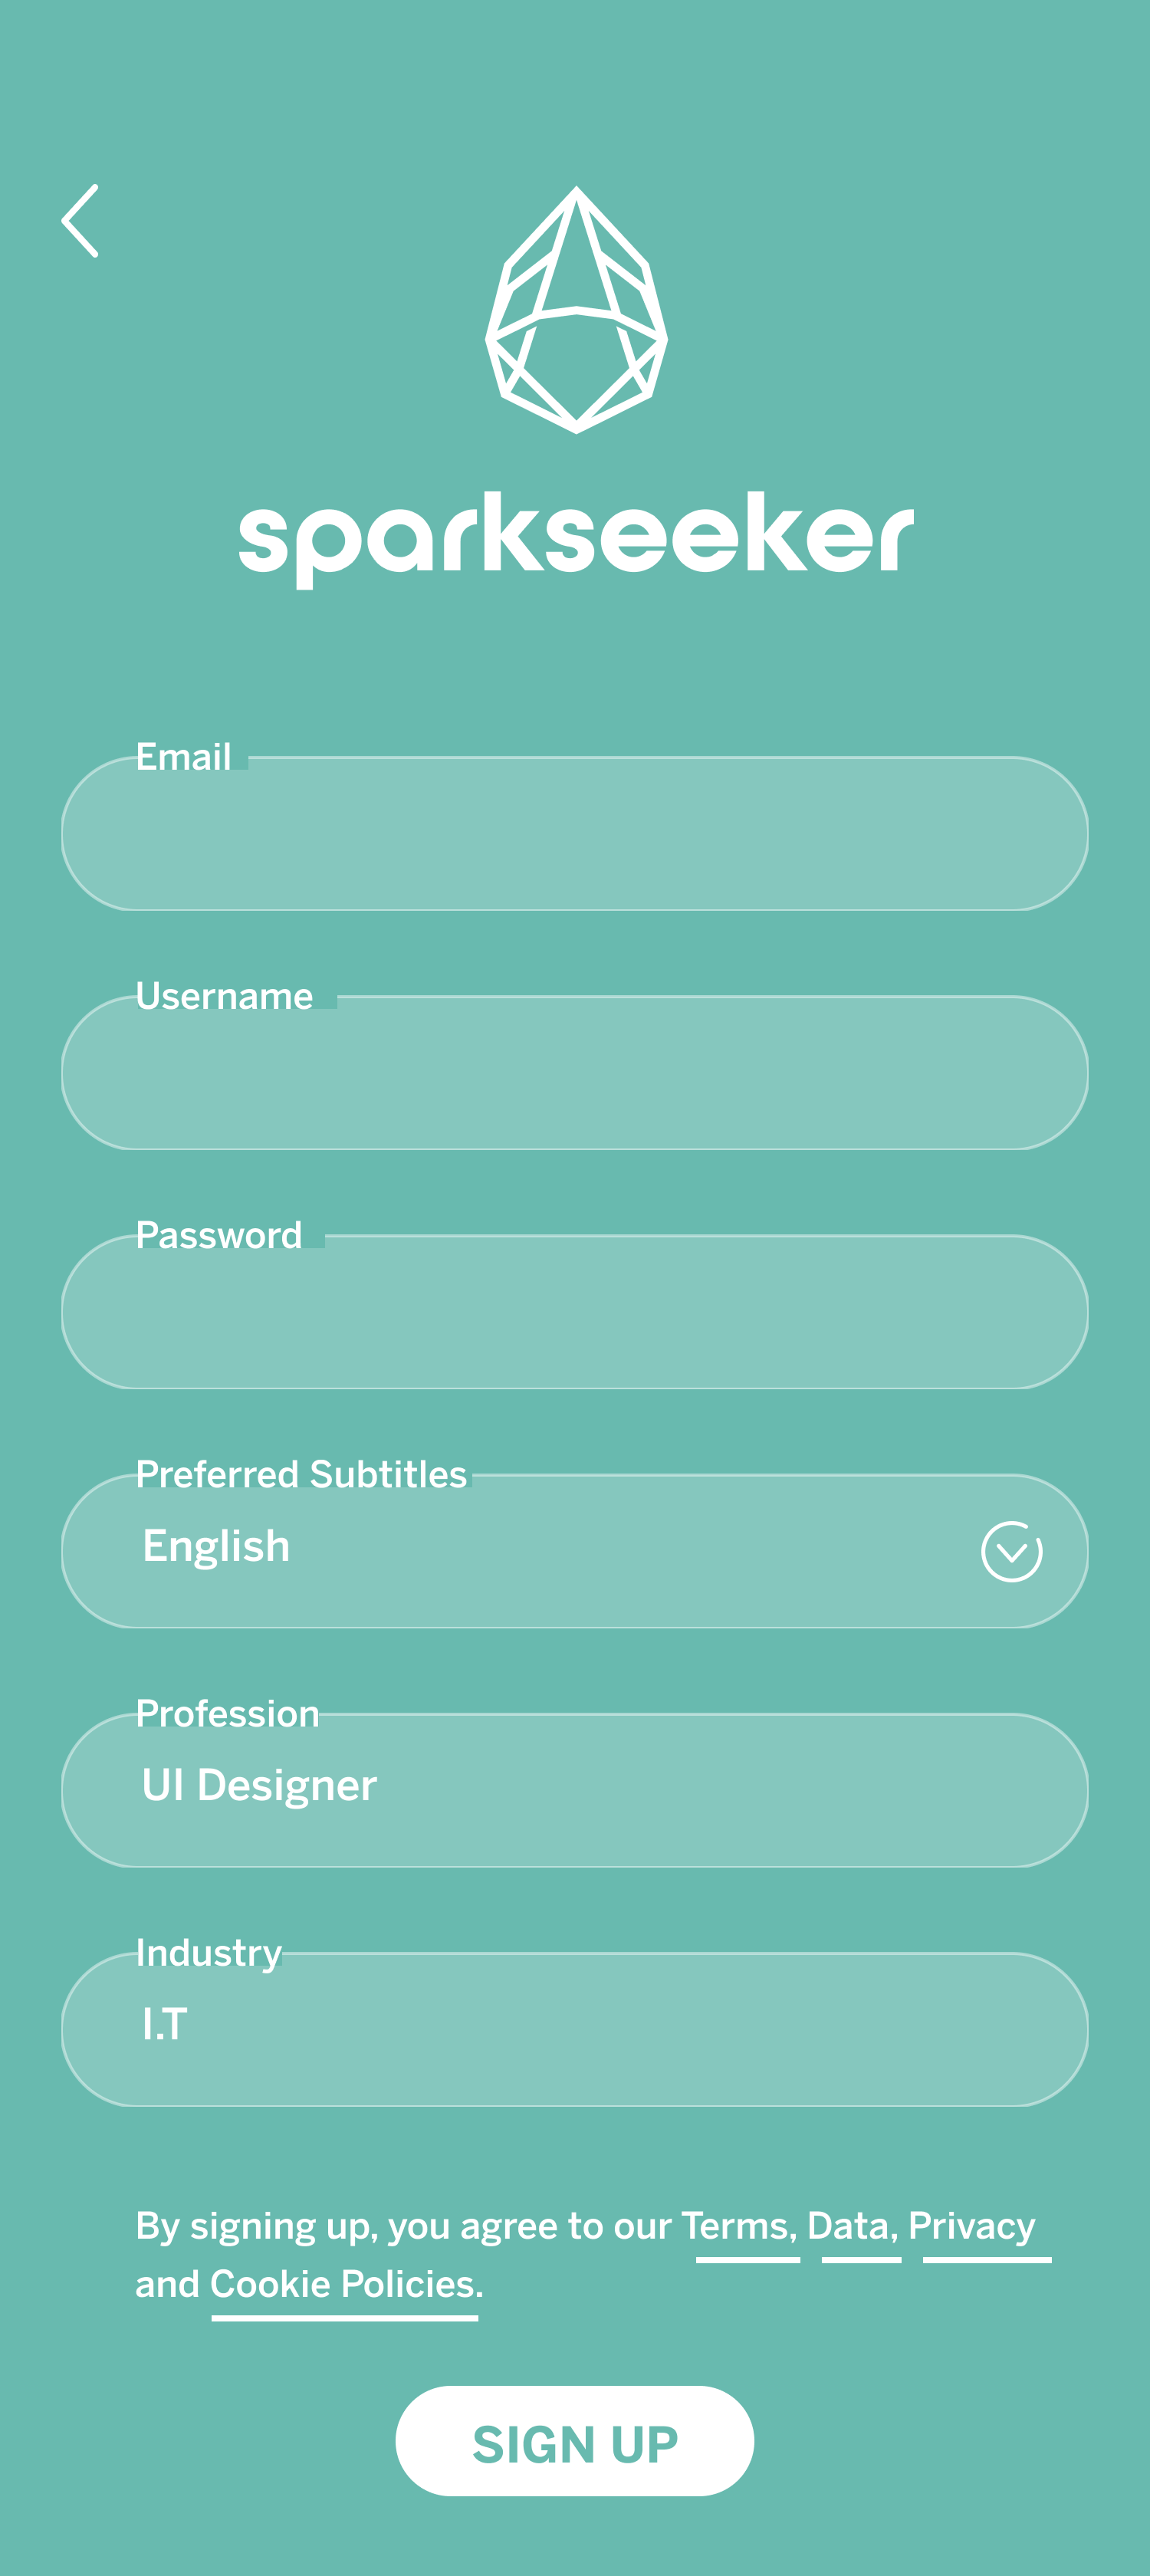 sparkseeker
Email
Username
Password
Preferred Subtitles
English
Profession
UI Designer
Industry
I.T
By signing up, you agree to our Terms, Data, Privacy
and Cookie Policies.
SIGN UP